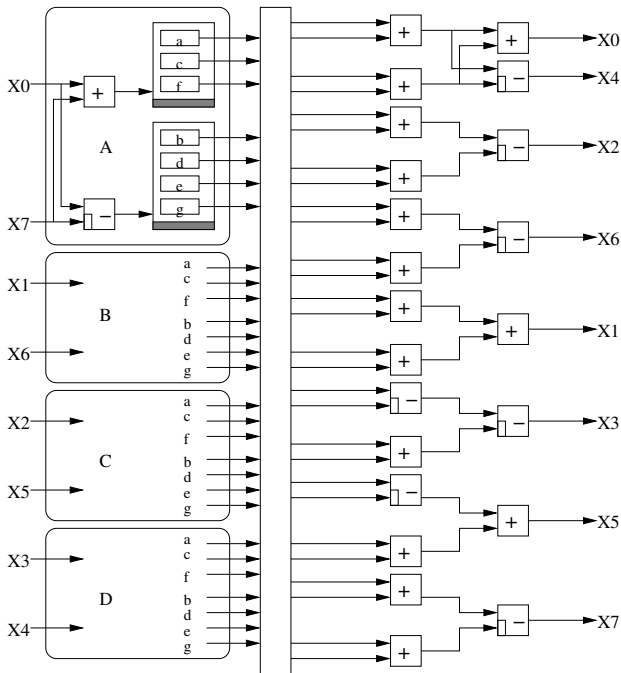 a
+ + X0
c
X0 f + - X4
+
b +
A d - X2
e +
- g +
X7 - X6
a
X1 c +
f +
B b + X1
d
X6 e +
g
a -
X2 c - X3
f +
C b
d -
X5 e + X5
g
a
X3 c +
f
D b + - X7
d
X4 e
g +